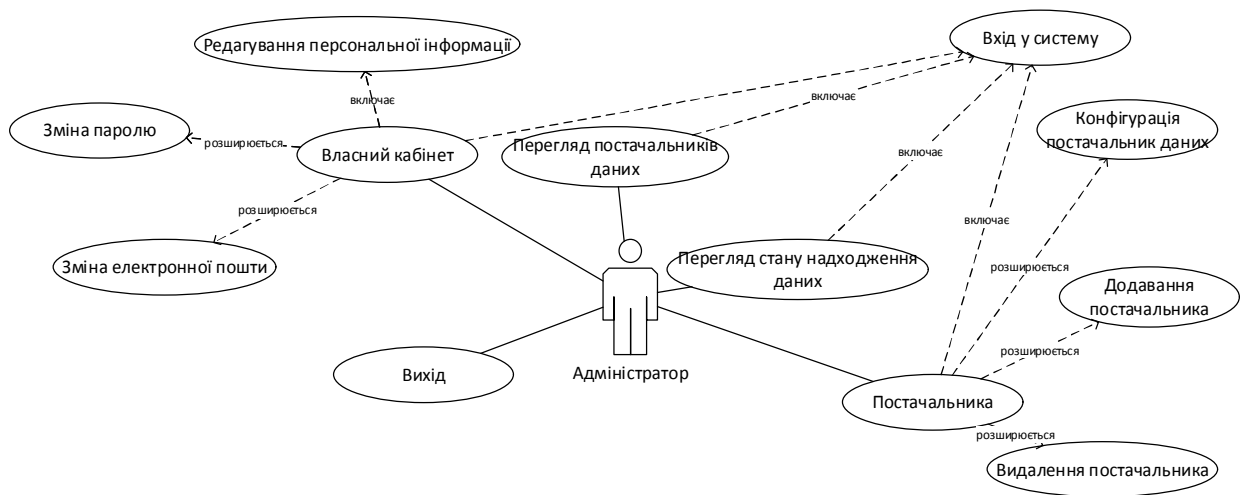 Редагування персональної інформації
Вхід у систему
включає
включає
Зміна паролю
розширюється
Власний кабінет
Перегляд постачальників
даних
Конфігурація
постачальник даних
включає
розширюється
включає
Зміна електронної пошти
Перегляд стану надходження
даних
розширюється
Додавання
постачальника
розширюється
Вихід
Адміністратор
Постачальника
розширюється
Видалення постачальника